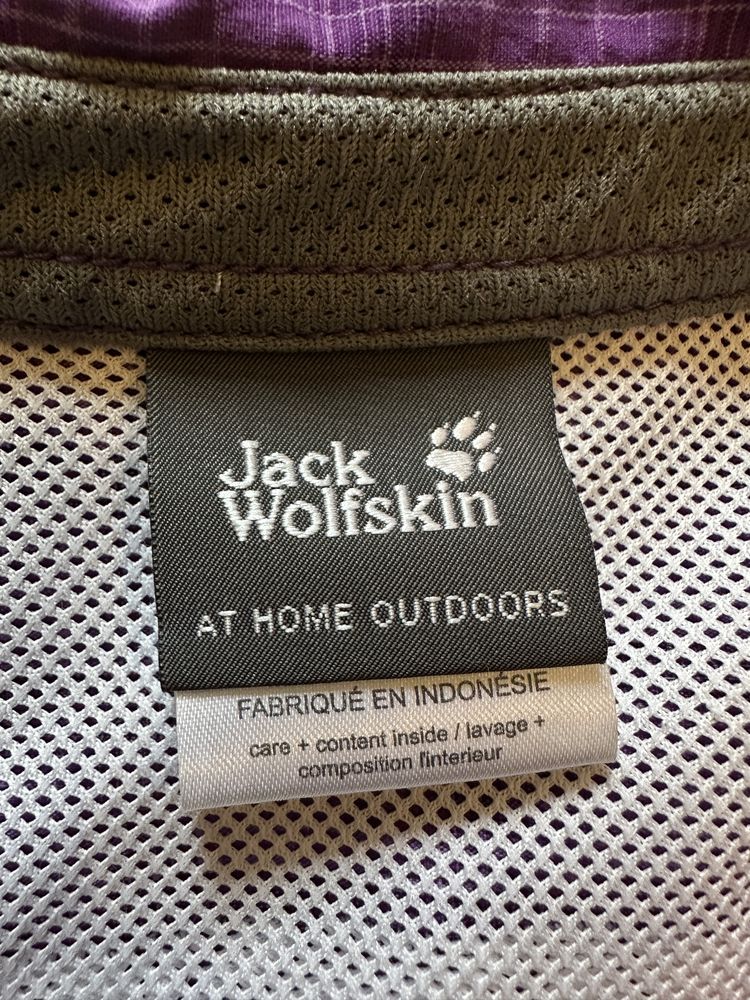 Jack
Wolfskin
AT HOME OUTDOORS
FABRIQUÉ EN INDONÉSIE
care + content inside / lavage +
composition l'interieur